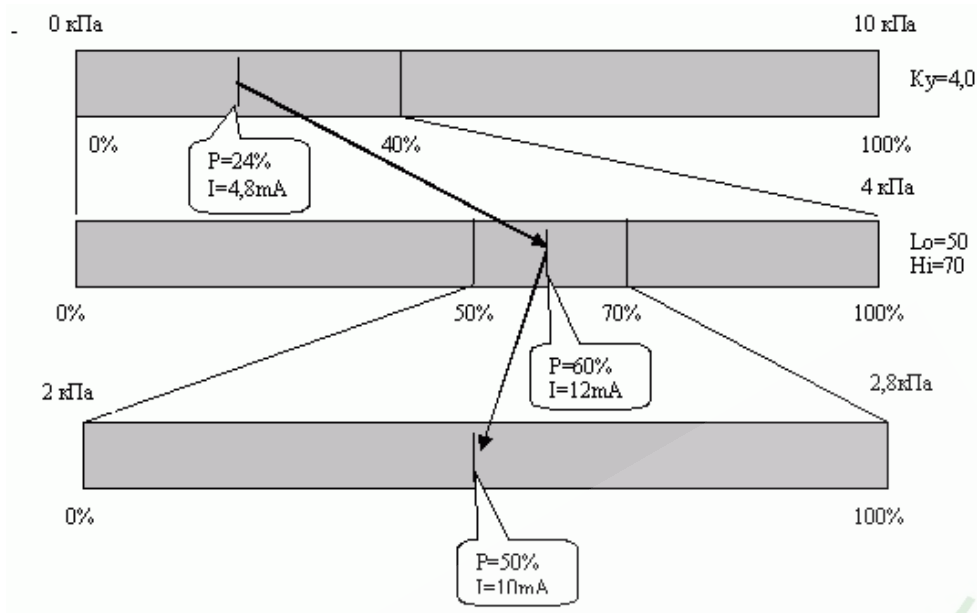 0 кПа
10 кПа
Ку=4,0
0%
40%
100%
P=24%
I=4,8mA
4 кПа
Lo=50
Hi=70
0%
50%
70%
100%
P=60%
I=12mA
2 кПа
2,8кПа
0%
100%
P=50%
I=10mA